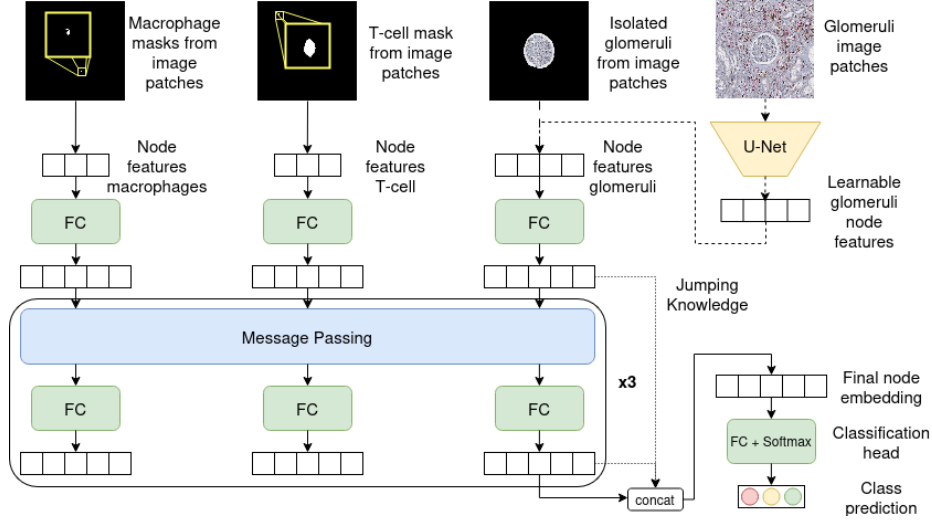 Macrophage
masks from
image
patches
T-cell mask
from image
patches
Isolated
glomeruli
from image
patches
Glomeruli
image
patches
U-Net
Node
features
macrophages
Node
features
T-cell
Node
features
glomeruli
Learnable
glomeruli
node
features
FC
FC
FC
Jumping
Knowledge
Message Passing
x3
FC
FC
FC
Final node
embedding
FC + Softmax
Classification
head
concat
Class
prediction